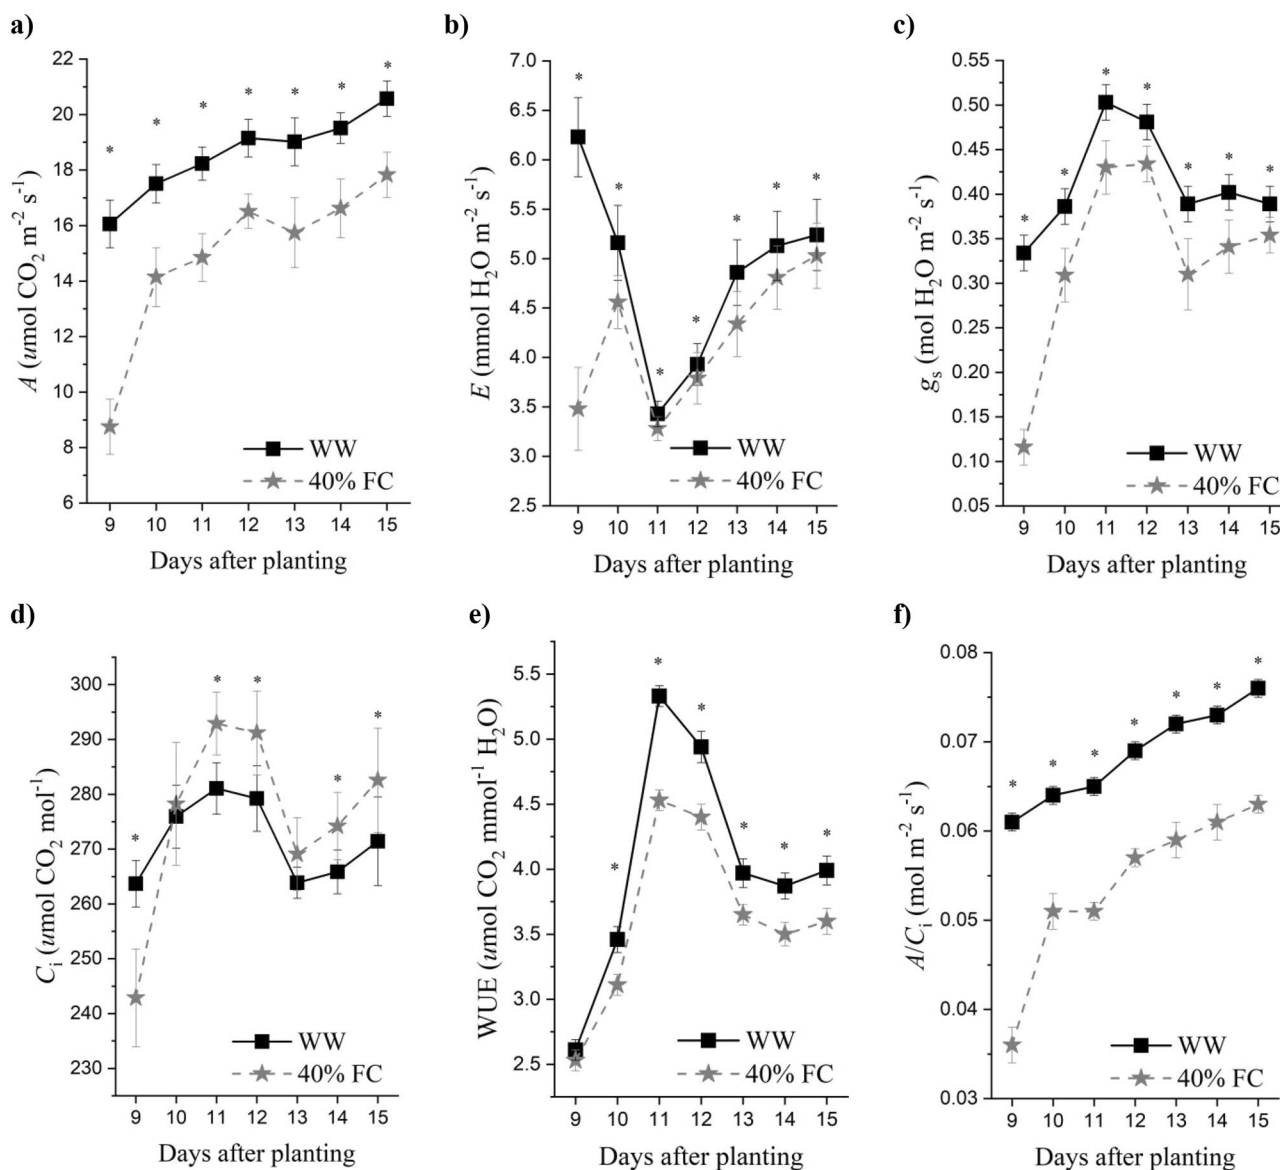 a)
22
20
18
16
14
12
10
8
6
A (umol CO₂ m⁻² s⁻¹)
* * * * * * *
WW
40% FC
9 10 11 12 13 14 15
Days after planting
b)
7.0
6.5
6.0
5.5
5.0
4.5
4.0
3.5
3.0
2.5
E (mmol H₂O m⁻² s⁻¹)
* * * * * * *
WW
40% FC
9 10 11 12 13 14 15
Days after planting
c)
0.55
0.50
0.45
0.40
0.35
0.30
0.25
0.20
0.15
0.10
0.05
gₛ (mol H₂O m⁻² s⁻¹)
* * * * * * *
WW
40% FC
9 10 11 12 13 14 15
Days after planting
d)
300
290
280
270
260
250
240
230
Cᵢ (umol CO₂ mol⁻¹)
* * * * *
WW
40% FC
9 10 11 12 13 14 15
Days after planting
e)
5.5
5.0
4.5
4.0
3.5
3.0
2.5
WUE (umol CO₂ mmol⁻¹ H₂O)
* * * * * *
WW
40% FC
9 10 11 12 13 14 15
Days after planting
f)
0.08
0.07
0.06
0.05
0.04
0.03
A/Cᵢ (mol m⁻² s⁻¹)
* * * * * * *
WW
40% FC
9 10 11 12 13 14 15
Days after planting